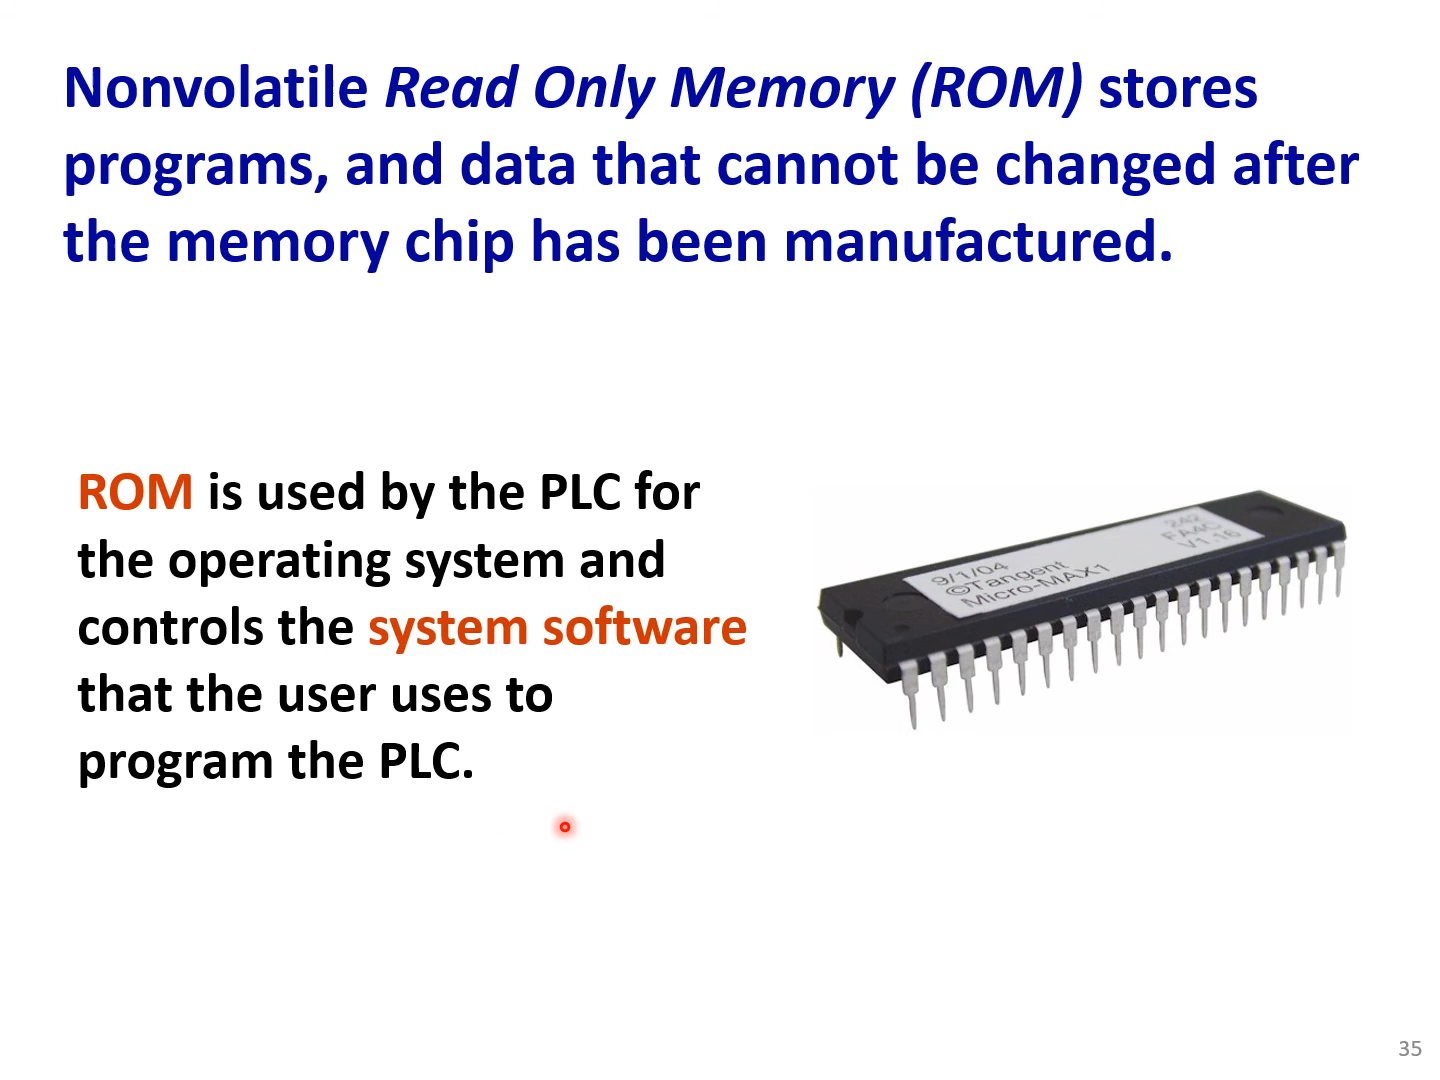 Nonvolatile Read Only Memory (ROM) stores
programs, and data that cannot be changed after
the memory chip has been manufactured.
ROM is used by the PLC for
the operating system and
controls the system software
that the user uses to
program the PLC.
9/1/04
©Tangent
Micro-MAX1
242
FA4C
V1.16
35